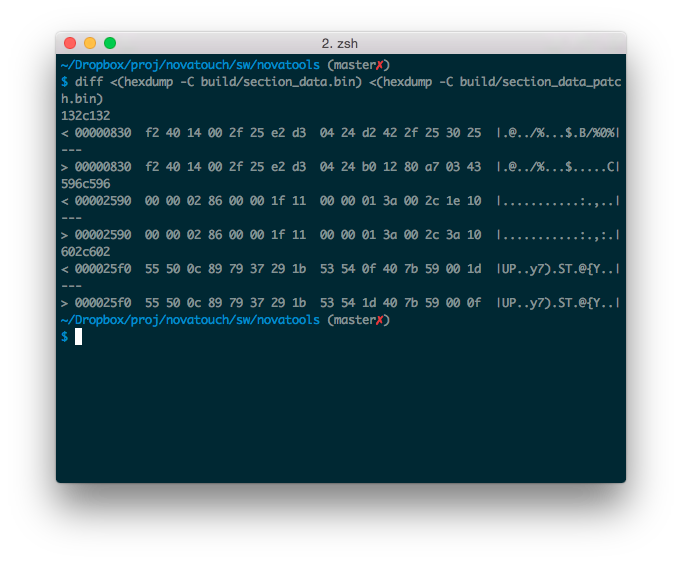 2. zsh
~/Dropbox/proj/novatouch/sw/novatools (master✗)
$ diff <(hexdump -C build/section_data.bin) <(hexdump -C build/section_data_patc
h.bin)
132c132
< 00000830  f2 40 14 00 2f 25 e2 d3  04 24 d2 42 2f 25 30 25  |.@../%...$.B/%0%|
---
> 00000830  f2 40 14 00 2f 25 e2 d3  04 24 b0 12 80 a7 03 43  |.@../%...$.....C|
596c596
< 00002590  00 00 02 86 00 00 1f 11  00 00 01 3a 00 2c 1e 10  |...........:.,..|
---
> 00002590  00 00 02 86 00 00 1f 11  00 00 01 3a 00 2c 3a 10  |...........:.,:.|
602c602
< 000025f0  55 50 0c 89 79 37 29 1b  53 54 0f 40 7b 59 00 1d  |UP..y7).ST.@{Y..|
---
> 000025f0  55 50 0c 89 79 37 29 1b  53 54 1d 40 7b 59 00 0f  |UP..y7).ST.@{Y..|
~/Dropbox/proj/novatouch/sw/novatools (master✗)
$